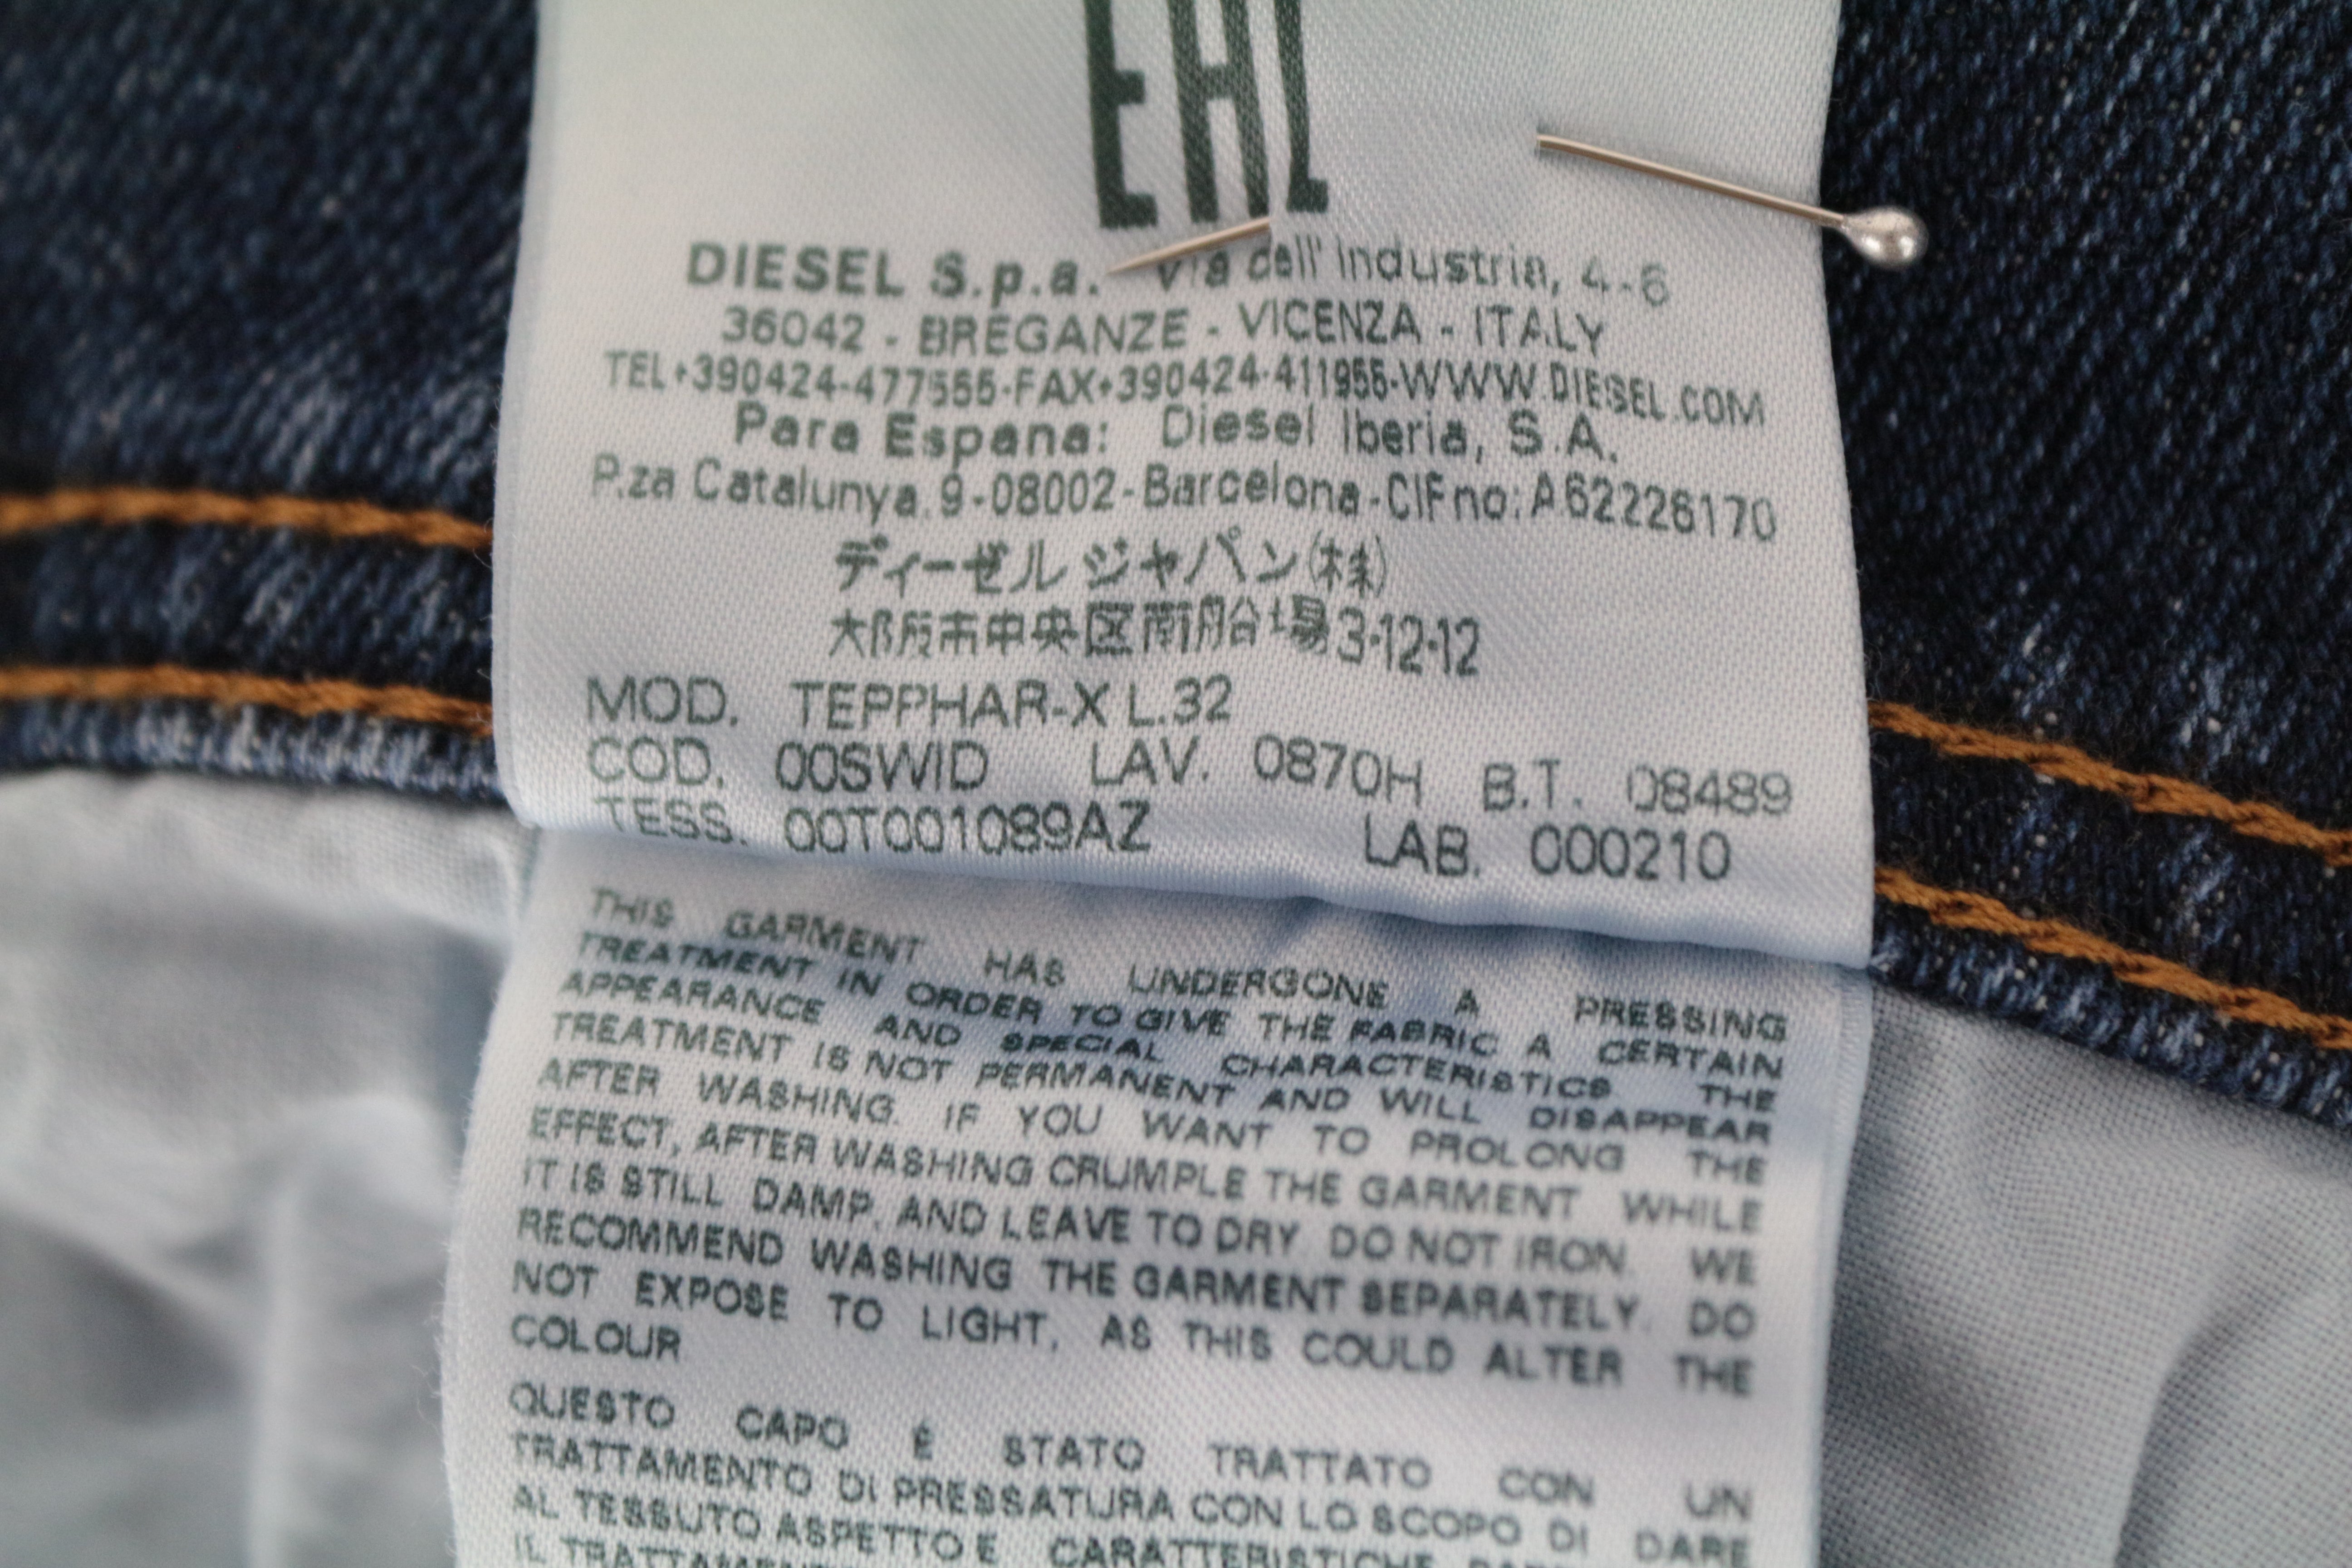 EAC
DIESEL S.p.a. Via dell' Industria, 4-6
36042 - BREGANZE - VICENZA - ITALY
TEL+390424-477555-FAX+390424-411955-WWW.DIESEL.COM
Para Espana: Diesel Iberia, S.A.
P.za Catalunya.9-08002-Barcelona-CIF no: A62226170
ディーゼル ジャパン(株)
大阪市中央区南船場3-12-12
MOD. TEPPHAR-X L.32
COD. 00SWID LAV. 0870H B.T. 08489
TESS. 00T001089AZ LAB. 000210
THIS GARMENT HAS UNDERGONE A PRESSING
TREATMENT IN ORDER TO GIVE THE FABRIC A CERTAIN
APPEARANCE AND SPECIAL CHARACTERISTICS THE
TREATMENT IS NOT PERMANENT AND WILL DISAPPEAR
AFTER WASHING. IF YOU WANT TO PROLONG THE
EFFECT, AFTER WASHING CRUMPLE THE GARMENT WHILE
IT IS STILL DAMP, AND LEAVE TO DRY. DO NOT IRON. WE
RECOMMEND WASHING THE GARMENT SEPARATELY. DO
NOT EXPOSE TO LIGHT, AS THIS COULD ALTER THE
COLOUR
QUESTO CAPO È STATO TRATTATO CON UN
TRATTAMENTO DI PRESSATURA CON LO SCOPO DI DARE
AL TESSUTO ASPETTO E CARATTERISTICHE
IL